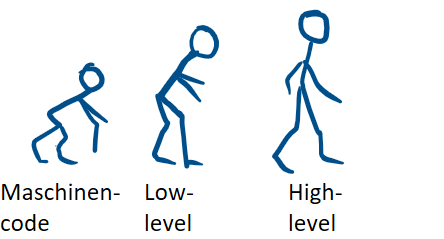 Maschinen-
code
Low-
level
High-
level